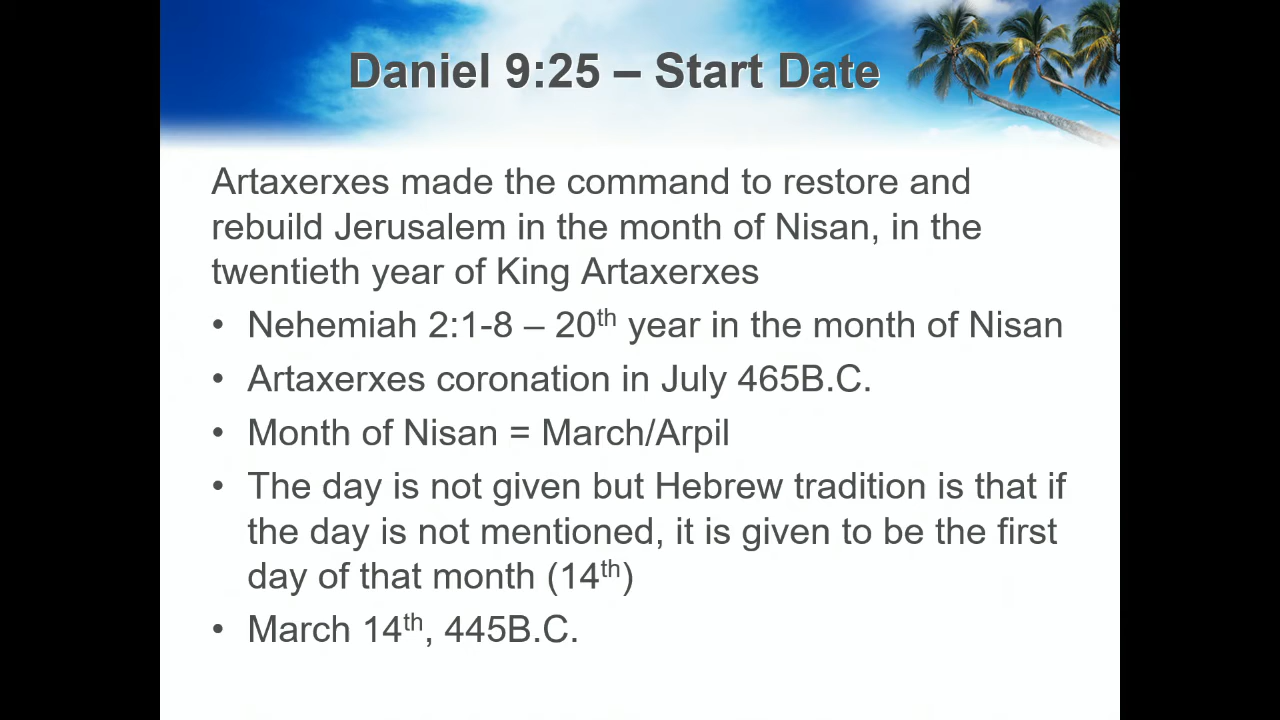 Daniel 9:25 – Start Date
Artaxerxes made the command to restore and
rebuild Jerusalem in the month of Nisan, in the
twentieth year of King Artaxerxes
• Nehemiah 2:1-8 – 20th year in the month of Nisan
• Artaxerxes coronation in July 465B.C.
• Month of Nisan = March/Arpil
• The day is not given but Hebrew tradition is that if
the day is not mentioned, it is given to be the first
day of that month (14th)
• March 14th, 445B.C.